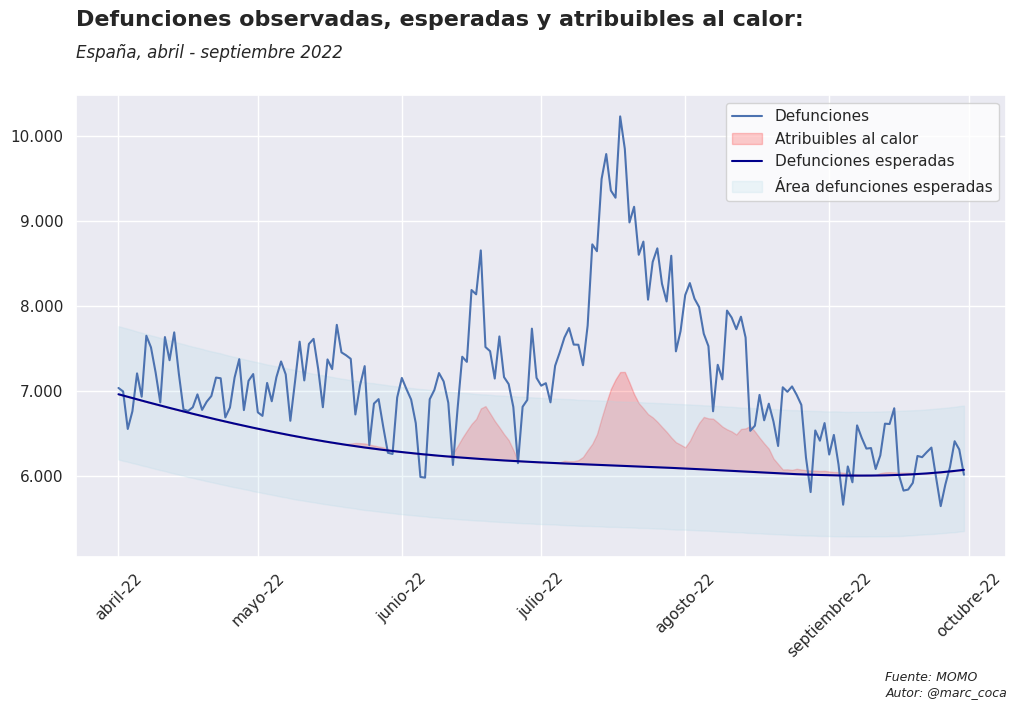 Defunciones observadas, esperadas y atribuibles al calor:
España, abril - septiembre 2022
Defunciones
Atribuibles al calor
Defunciones esperadas
Área defunciones esperadas
10.000
9.000
8.000
7.000
6.000
abril-22
mayo-22
junio-22
julio-22
agosto-22
septiembre-22
octubre-22
Fuente: MOMO
Autor: @marc_coca